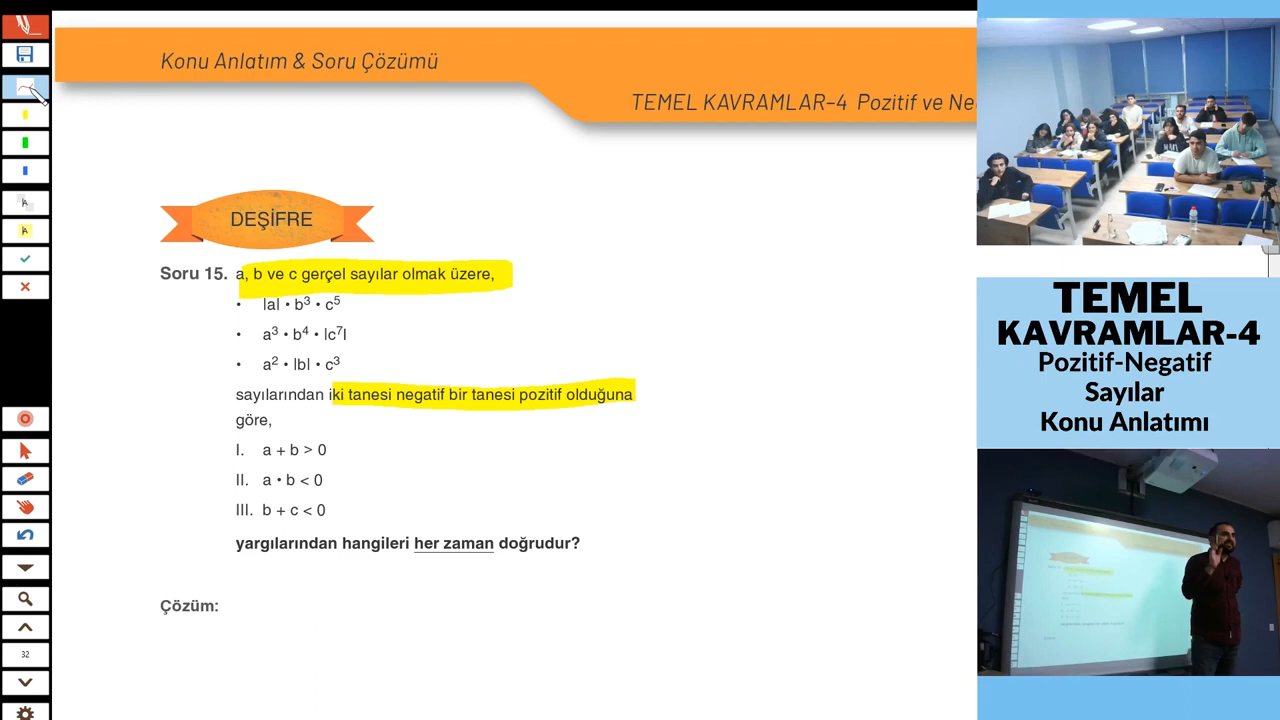 Konu Anlatım & Soru Çözümü
TEMEL KAVRAMLAR–4 Pozitif ve Ne
DEŞİFRE
Soru 15. a, b ve c gerçel sayılar olmak üzere,
• |a| • b³ • c⁵
• a³ • b⁴ • |c⁷|
• a² • |b| • c³
sayılarından iki tanesi negatif bir tanesi pozitif olduğuna
göre,
I. a + b > 0
II. a • b < 0
III. b + c < 0
yargılarından hangileri her zaman doğrudur?
Çözüm:
32
TEMEL
KAVRAMLAR-4
Pozitif-Negatif
Sayılar
Konu Anlatımı